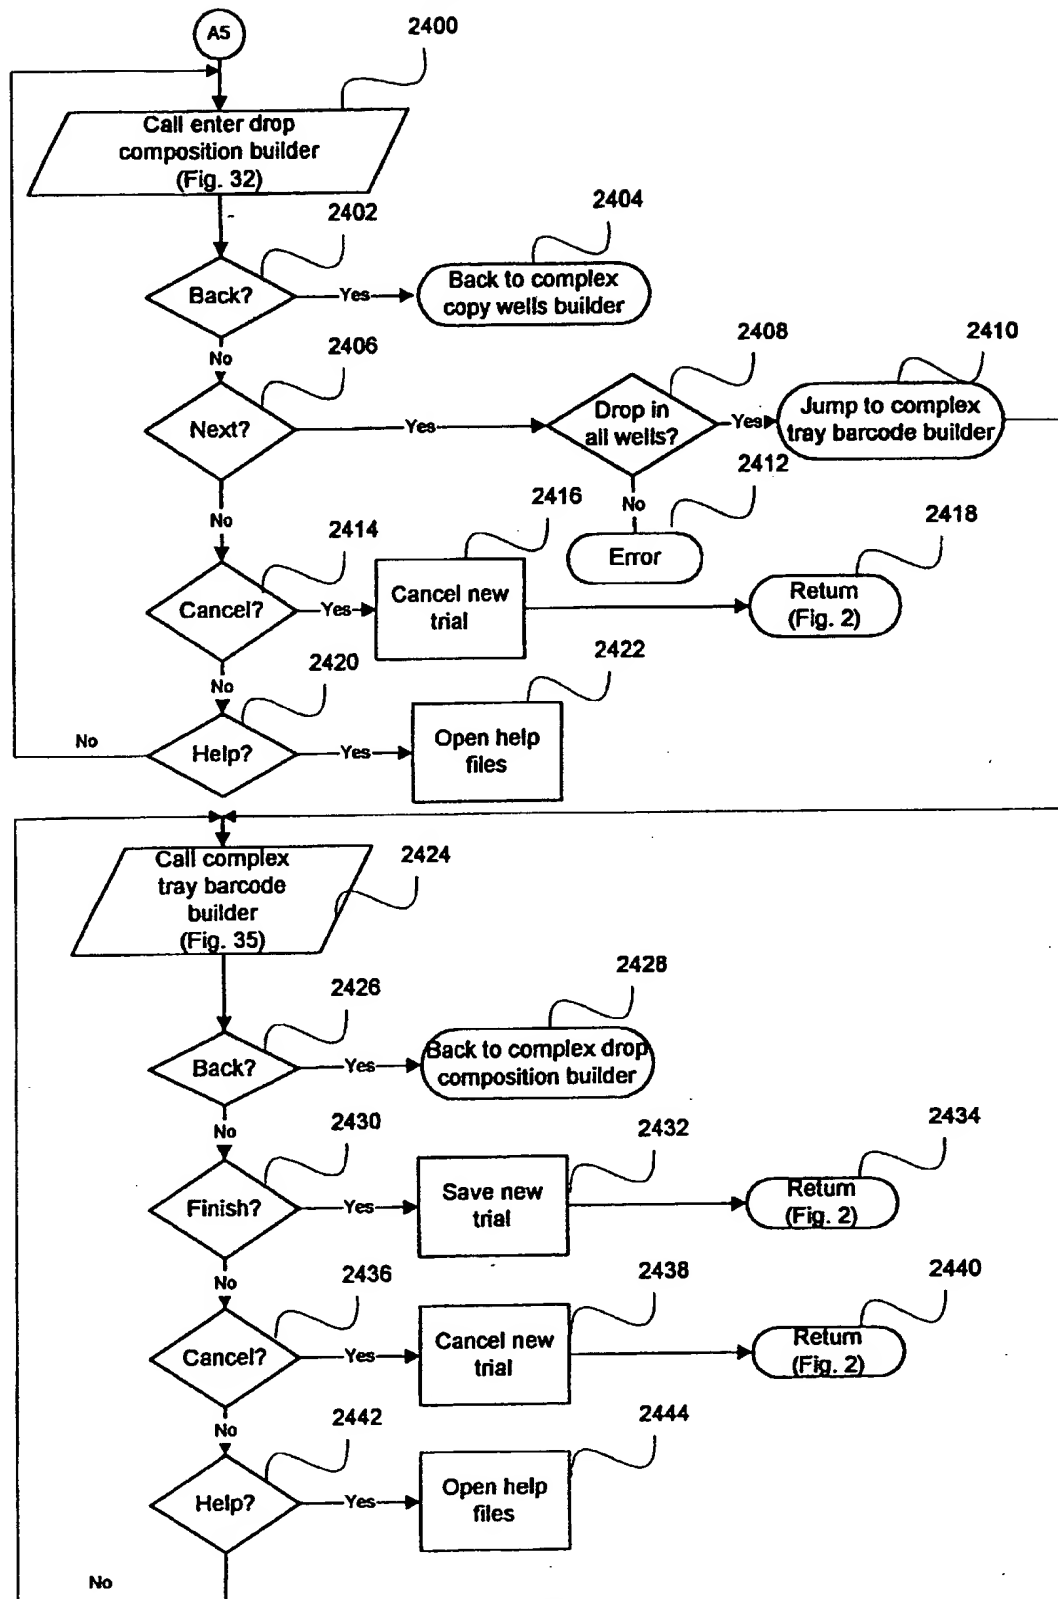 A5
2400
Call enter drop
composition builder
(Fig. 32)
2402
2404
Back?
Yes
Back to complex
copy wells builder
No
2406
2408
2410
Next?
Yes
Drop in
all wells?
Yes
Jump to complex
tray barcode builder
No
2412
Error
No
2414
2416
2418
Cancel?
Yes
Cancel new
trial
Return
(Fig. 2)
No
2420
2422
No
Help?
Yes
Open help
files
Call complex
tray barcode
builder
(Fig. 35)
2424
2426
2428
Back?
Yes
Back to complex drop
composition builder
No
2430
2432
2434
Finish?
Yes
Save new
trial
Return
(Fig. 2)
No
2436
2438
2440
Cancel?
Yes
Cancel new
trial
Return
(Fig. 2)
No
2442
2444
Help?
Yes
Open help
files
No